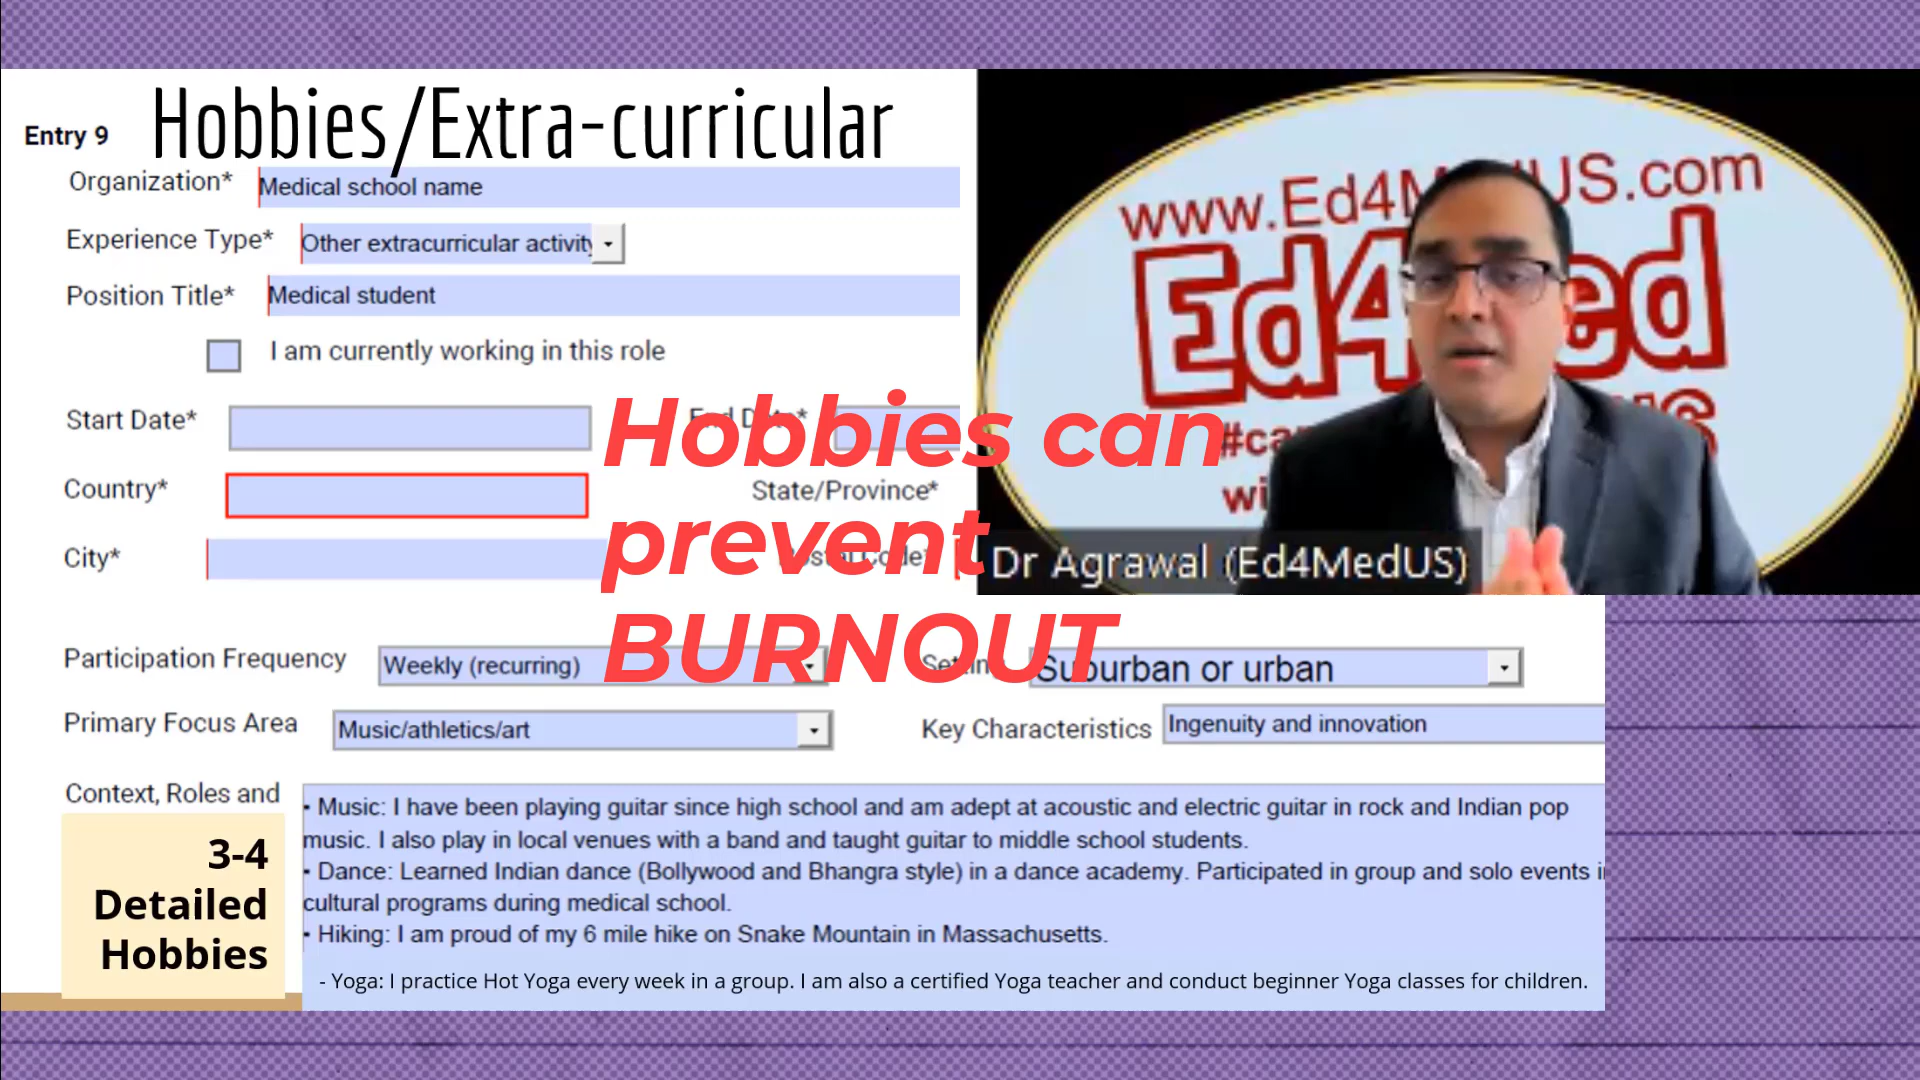 Hobbies/Extra-curricular
Entry 9
Organization* Medical school name
Experience Type* Other extracurricular activity
Position Title* Medical student
I am currently working in this role
Start Date* End Date*
Country* State/Province*
City* Postal Code*
Hobbies can
prevent
BURNOUT
www.Ed4MedUS.com
Ed4Med
Dr Agrawal (Ed4MedUS)
Participation Frequency Weekly (recurring) Setting Suburban or urban
Primary Focus Area Music/athletics/art Key Characteristics Ingenuity and innovation
Context, Roles and
3-4
Detailed
Hobbies
• Music: I have been playing guitar since high school and am adept at acoustic and electric guitar in rock and Indian pop
music. I also play in local venues with a band and taught guitar to middle school students.
• Dance: Learned Indian dance (Bollywood and Bhangra style) in a dance academy. Participated in group and solo events in
cultural programs during medical school.
• Hiking: I am proud of my 6 mile hike on Snake Mountain in Massachusetts.
- Yoga: I practice Hot Yoga every week in a group. I am also a certified Yoga teacher and conduct beginner Yoga classes for children.